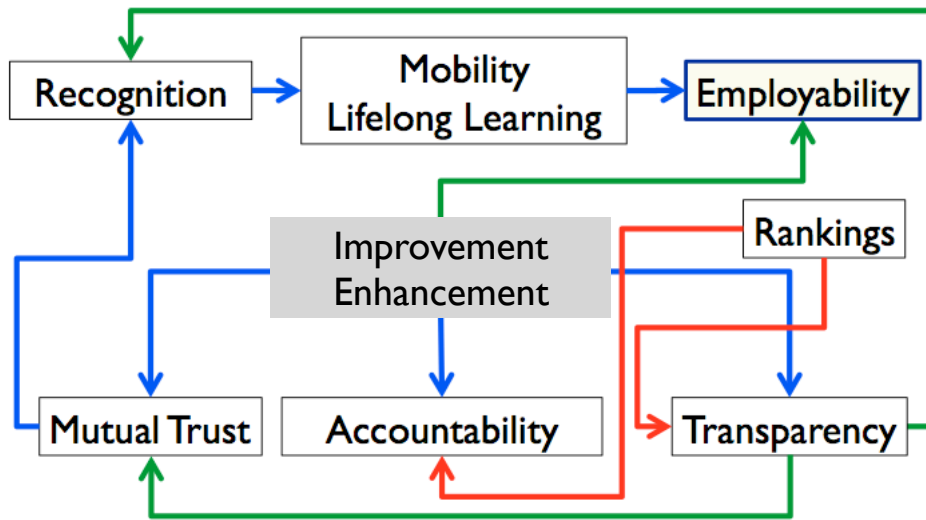 Recognition
Mobility
Lifelong Learning
Employability
Improvement
Enhancement
Rankings
Mutual Trust
Accountability
Transparency